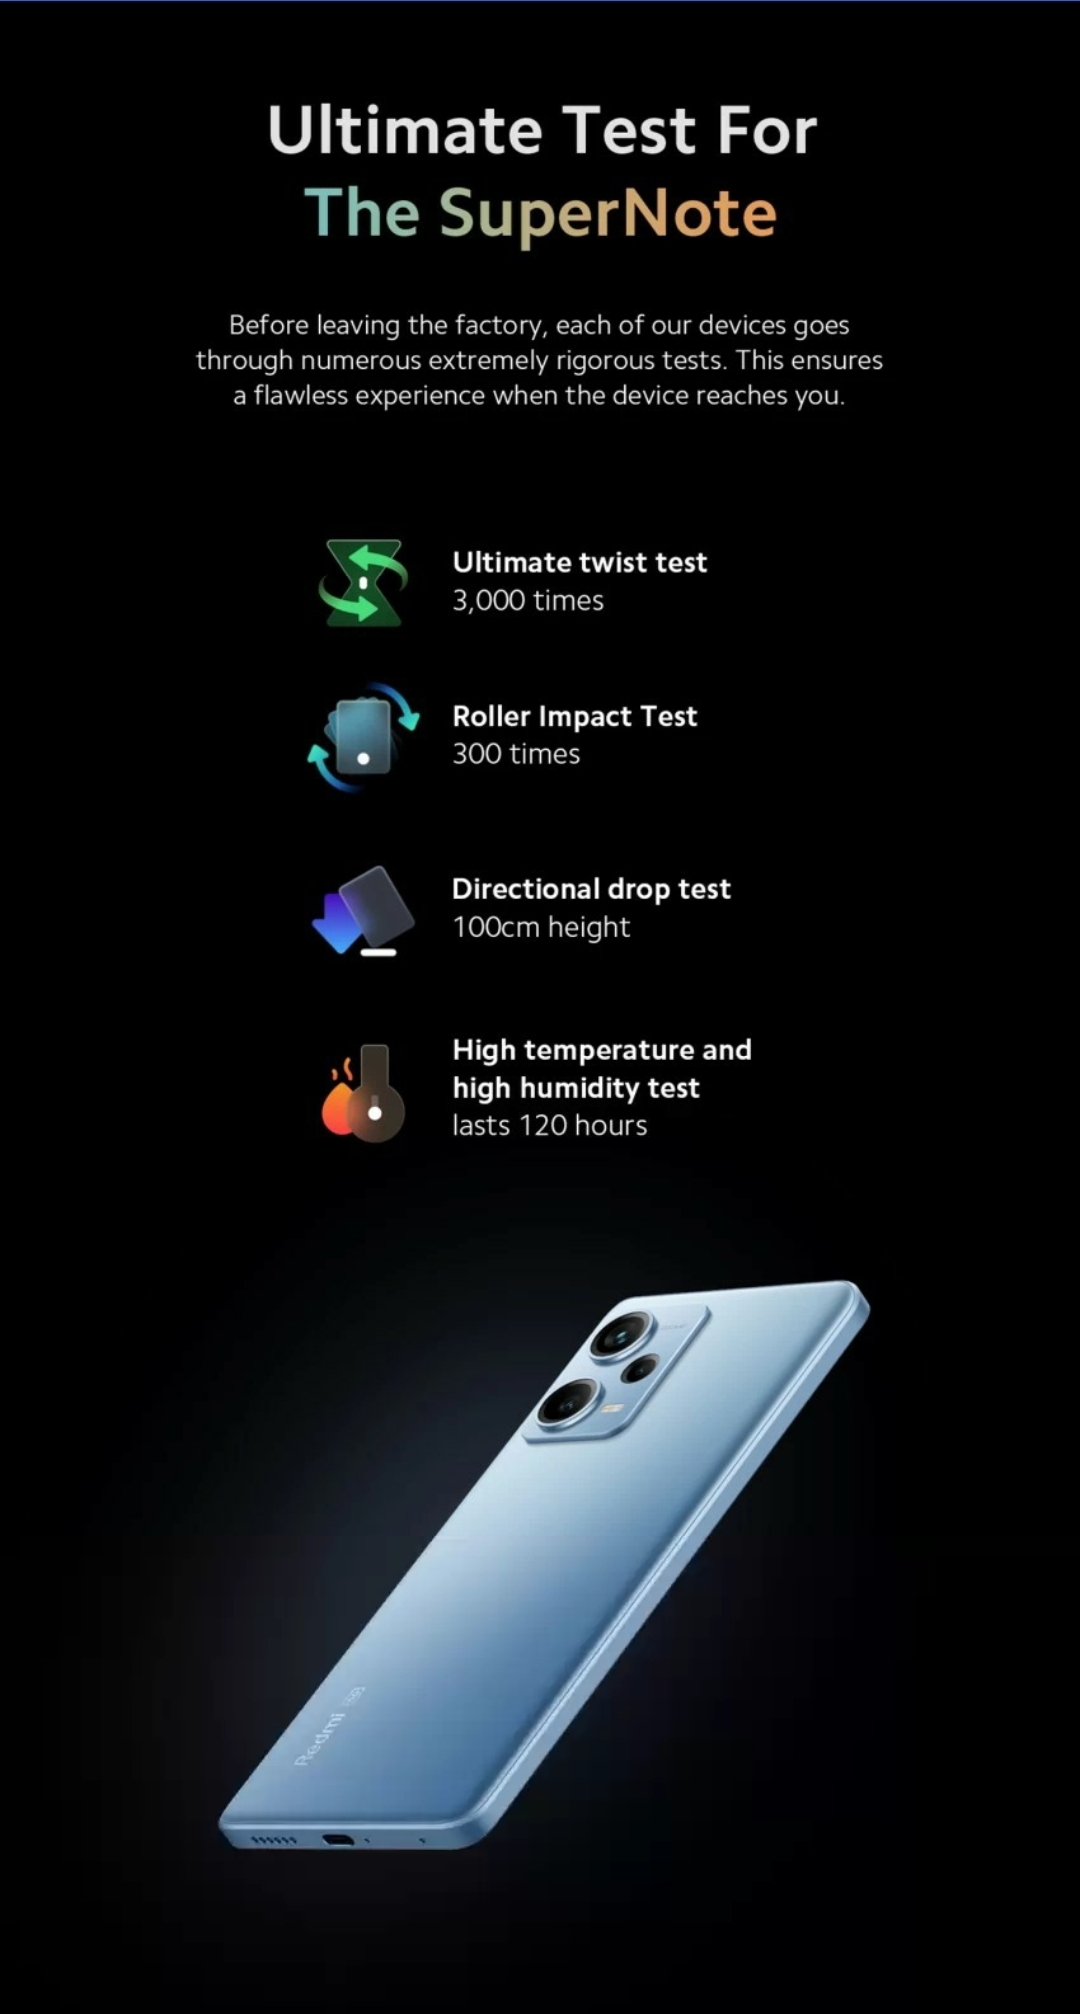 Ultimate Test For
The SuperNote
Before leaving the factory, each of our devices goes
through numerous extremely rigorous tests. This ensures
a flawless experience when the device reaches you.
Ultimate twist test
3,000 times
Roller Impact Test
300 times
Directional drop test
100cm height
High temperature and
high humidity test
lasts 120 hours
Redmi